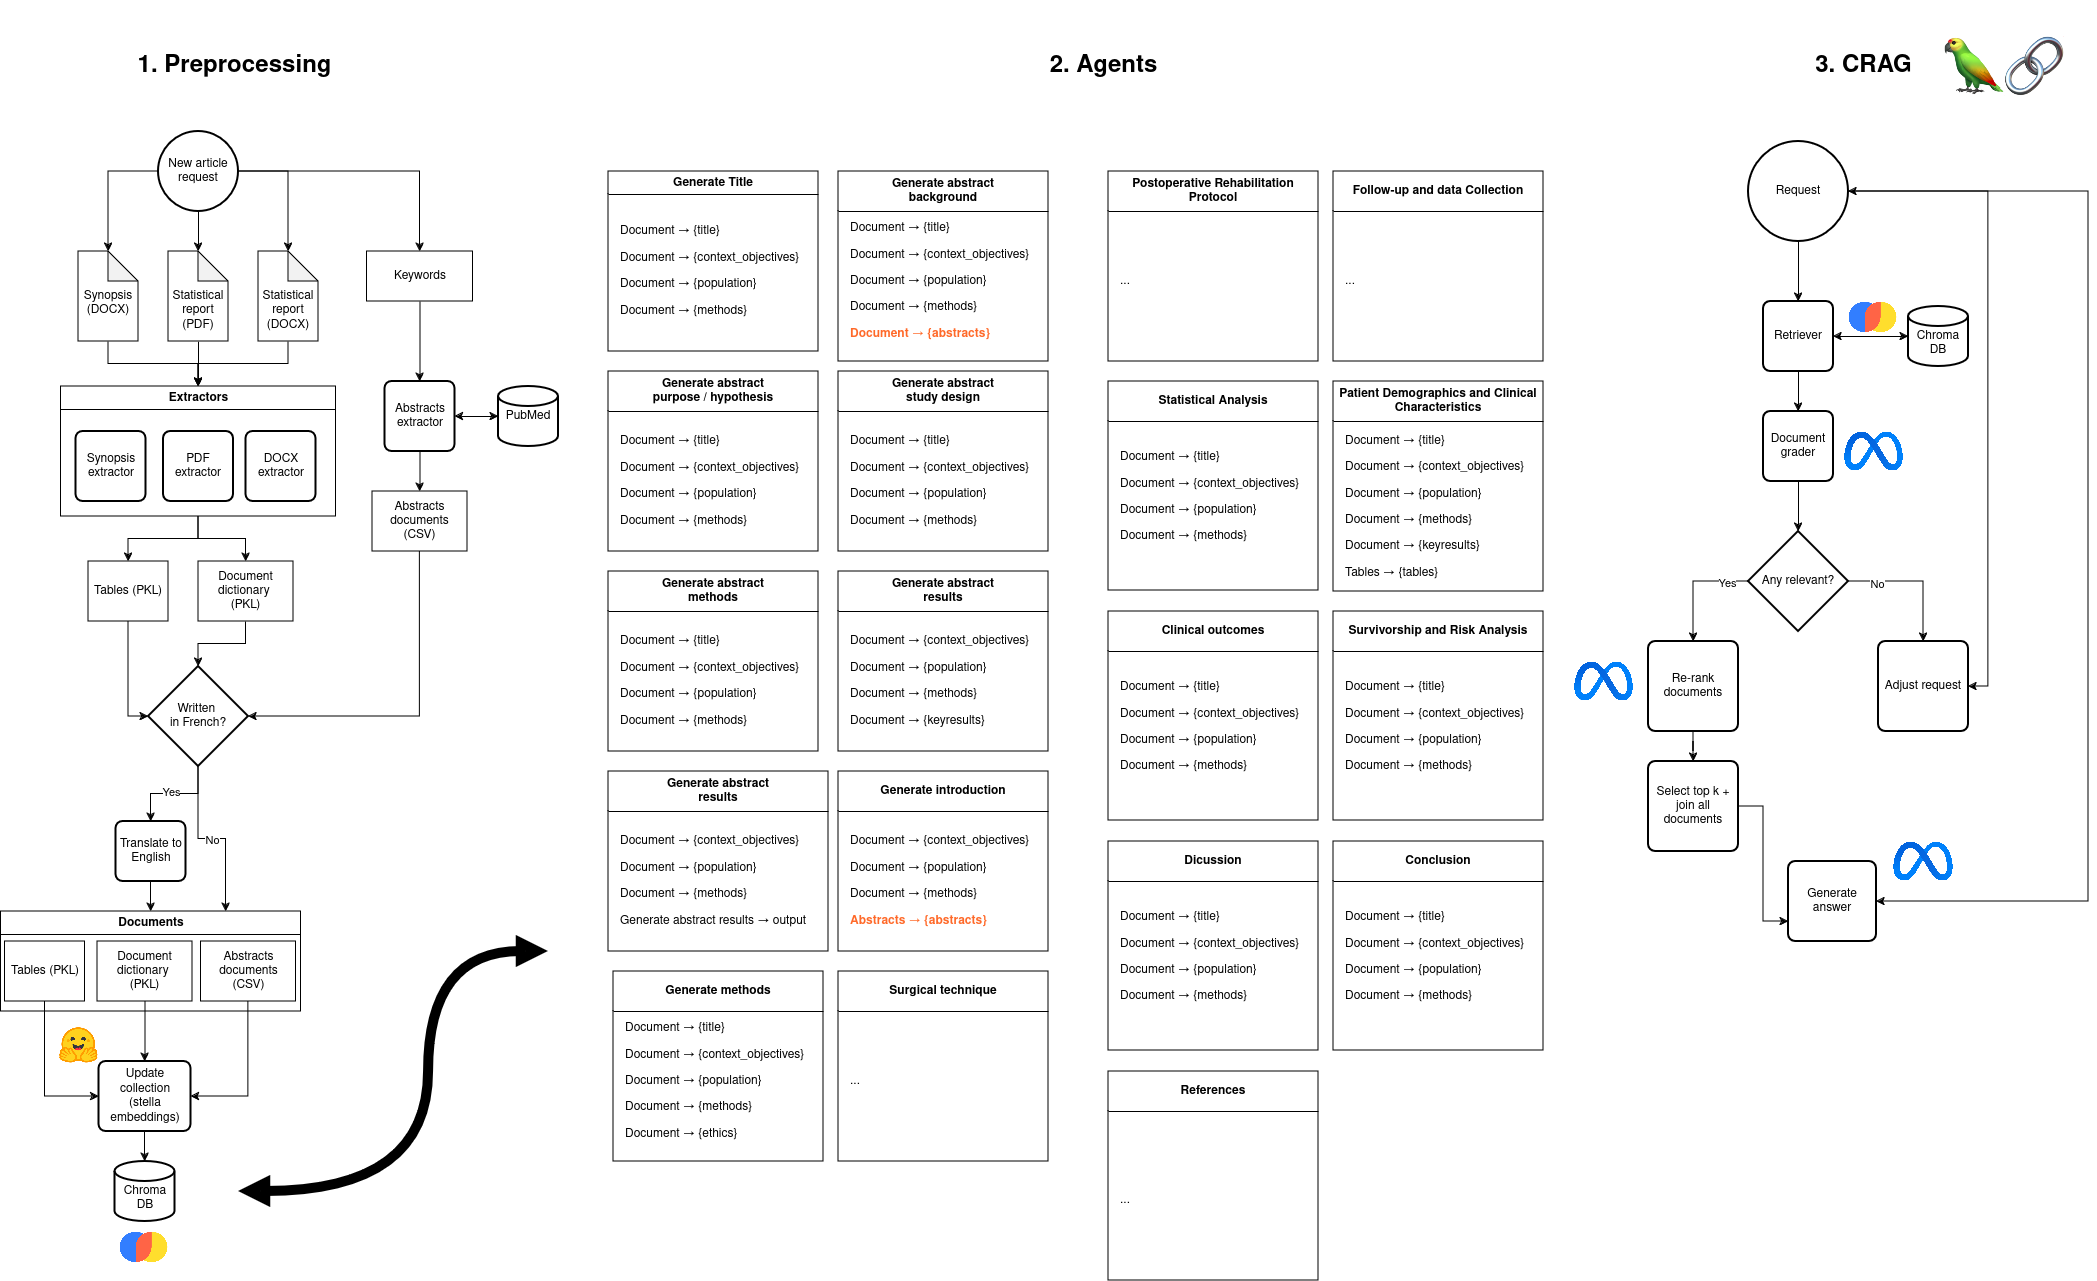 1. Preprocessing
New article
request
Synopsis
(DOCX)
Statistical
report
(PDF)
Statistical
report
(DOCX)
Keywords
Extractors
Synopsis
extractor
PDF
extractor
DOCX
extractor
Abstracts
extractor
PubMed
Abstracts
documents
(CSV)
Tables (PKL)
Document
dictionary
(PKL)
Written
in French?
Yes
No
Translate to
English
Documents
Tables (PKL)
Document
dictionary
(PKL)
Abstracts
documents
(CSV)
Update
collection
(stella
embeddings)
Chroma
DB
2. Agents
Generate Title
Document → {title}
Document → {context_objectives}
Document → {population}
Document → {methods}
Generate abstract
background
Document → {title}
Document → {context_objectives}
Document → {population}
Document → {methods}
Document → {abstracts}
Generate abstract
purpose / hypothesis
Document → {title}
Document → {context_objectives}
Document → {population}
Document → {methods}
Generate abstract
study design
Document → {title}
Document → {context_objectives}
Document → {population}
Document → {methods}
Generate abstract
methods
Document → {title}
Document → {context_objectives}
Document → {population}
Document → {methods}
Generate abstract
results
Document → {context_objectives}
Document → {population}
Document → {methods}
Document → {keyresults}
Generate abstract
results
Document → {context_objectives}
Document → {population}
Document → {methods}
Generate abstract results → output
Generate introduction
Document → {context_objectives}
Document → {population}
Document → {methods}
Abstracts → {abstracts}
Generate methods
Document → {title}
Document → {context_objectives}
Document → {population}
Document → {methods}
Document → {ethics}
Surgical technique
...
Postoperative Rehabilitation
Protocol
...
Follow-up and data Collection
...
Statistical Analysis
Document → {title}
Document → {context_objectives}
Document → {population}
Document → {methods}
Patient Demographics and Clinical
Characteristics
Document → {title}
Document → {context_objectives}
Document → {population}
Document → {methods}
Document → {keyresults}
Tables → {tables}
Clinical outcomes
Document → {title}
Document → {context_objectives}
Document → {population}
Document → {methods}
Survivorship and Risk Analysis
Document → {title}
Document → {context_objectives}
Document → {population}
Document → {methods}
Dicussion
Document → {title}
Document → {context_objectives}
Document → {population}
Document → {methods}
Conclusion
Document → {title}
Document → {context_objectives}
Document → {population}
Document → {methods}
References
...
3. CRAG
Request
Retriever
Chroma
DB
Document
grader
Any relevant?
Yes
No
Re-rank
documents
Adjust request
Select top k +
join all
documents
Generate
answer